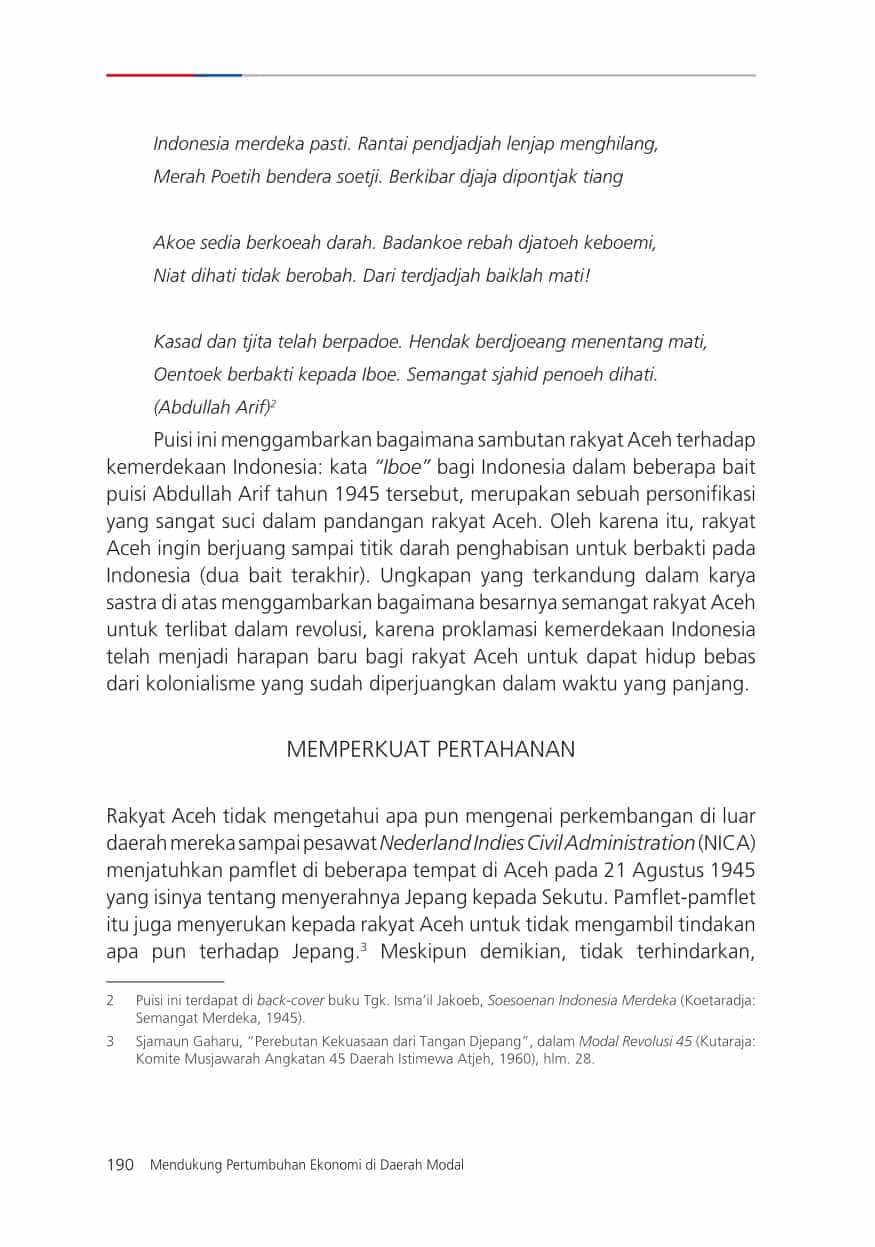 Indonesia merdeka pasti. Rantai pendjadjah lenjap menghilang,
Merah Poetih bendera soetji. Berkibar djaja dipontjak tiang
Akoe sedia berkoeah darah. Badankoe rebah djatoeh keboemi,
Niat dihati tidak berobah. Dari terdjadjah baiklah mati!
Kasad dan tjita telah berpadoe. Hendak berdjoeang menentang mati,
Oentoek berbakti kepada Iboe. Semangat sjahid penoeh dihati.
(Abdullah Arif)²
Puisi ini menggambarkan bagaimana sambutan rakyat Aceh terhadap
kemerdekaan Indonesia: kata “Iboe” bagi Indonesia dalam beberapa bait
puisi Abdullah Arif tahun 1945 tersebut, merupakan sebuah personifikasi
yang sangat suci dalam pandangan rakyat Aceh. Oleh karena itu, rakyat
Aceh ingin berjuang sampai titik darah penghabisan untuk berbakti pada
Indonesia (dua bait terakhir). Ungkapan yang terkandung dalam karya
sastra di atas menggambarkan bagaimana besarnya semangat rakyat Aceh
untuk terlibat dalam revolusi, karena proklamasi kemerdekaan Indonesia
telah menjadi harapan baru bagi rakyat Aceh untuk dapat hidup bebas
dari kolonialisme yang sudah diperjuangkan dalam waktu yang panjang.
MEMPERKUAT PERTAHANAN
Rakyat Aceh tidak mengetahui apa pun mengenai perkembangan di luar
daerah mereka sampai pesawat Nederland Indies Civil Administration (NICA)
menjatuhkan pamflet di beberapa tempat di Aceh pada 21 Agustus 1945
yang isinya tentang menyerahnya Jepang kepada Sekutu. Pamflet-pamflet
itu juga menyerukan kepada rakyat Aceh untuk tidak mengambil tindakan
apa pun terhadap Jepang.³ Meskipun demikian, tidak terhindarkan,
2 Puisi ini terdapat di back-cover buku Tgk. Isma’il Jakoeb, Soesoenan Indonesia Merdeka (Koetaradja:
Semangat Merdeka, 1945).
3 Sjamaun Gaharu, “Perebutan Kekuasaan dari Tangan Djepang”, dalam Modal Revolusi 45 (Kutaraja:
Komite Musjawarah Angkatan 45 Daerah Istimewa Atjeh, 1960), hlm. 28.
190 Mendukung Pertumbuhan Ekonomi di Daerah Modal